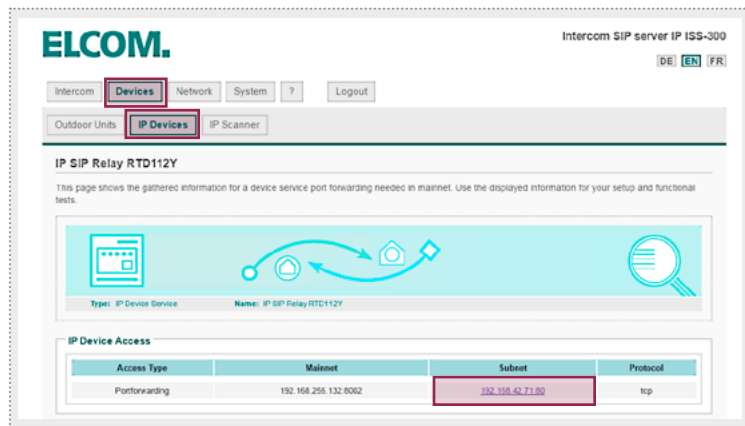 ELCOM.
Intercom SIP server IP ISS-300
DE EN FR
Intercom Devices Network System ? Logout
Outdoor Units IP Devices IP Scanner
IP SIP Relay RTD112Y
This page shows the gathered information for a device service port forwarding needed in mainnet. Use the displayed information for your setup and functional
tests.
Type: IP Device Service Name: IP SIP Relay RTD112Y
IP Device Access
Access Type Mainnet Subnet Protocol
Portforwarding 192.168.255.132:8002 192.168.42.71:80 tcp